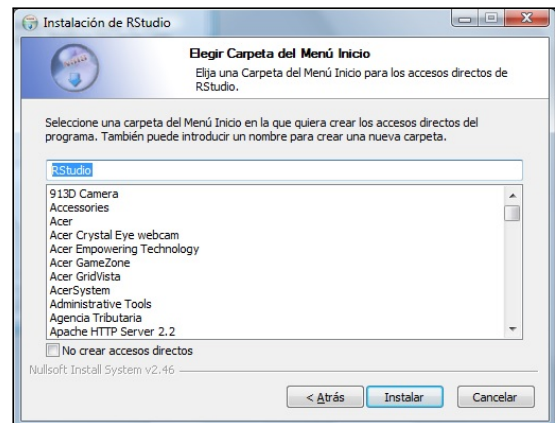 Instalación de RStudio
Elegir Carpeta del Menú Inicio
Elija una Carpeta del Menú Inicio para los accesos directos de
RStudio.
Seleccione una carpeta del Menú Inicio en la que quiera crear los accesos directos del
programa. También puede introducir un nombre para crear una nueva carpeta.
RStudio
913D Camera
Accessories
Acer
Acer Crystal Eye webcam
Acer Empowering Technology
Acer GameZone
Acer GridVista
AcerSystem
Administrative Tools
Agencia Tributaria
Apache HTTP Server 2.2
No crear accesos directos
Nullsoft Install System v2.46
< Atrás Instalar Cancelar